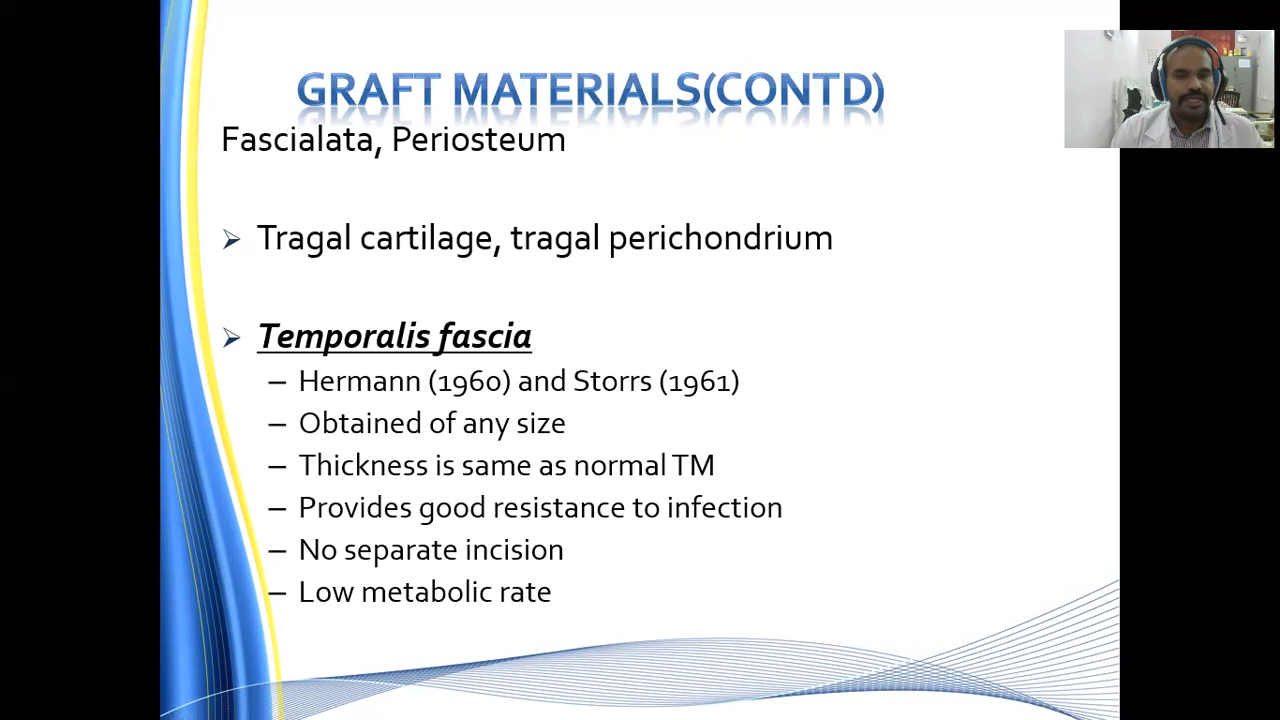 GRAFT MATERIALS(CONTD)
Fascialata, Periosteum
➢ Tragal cartilage, tragal perichondrium
➢ Temporalis fascia
– Hermann (1960) and Storrs (1961)
– Obtained of any size
– Thickness is same as normal TM
– Provides good resistance to infection
– No separate incision
– Low metabolic rate